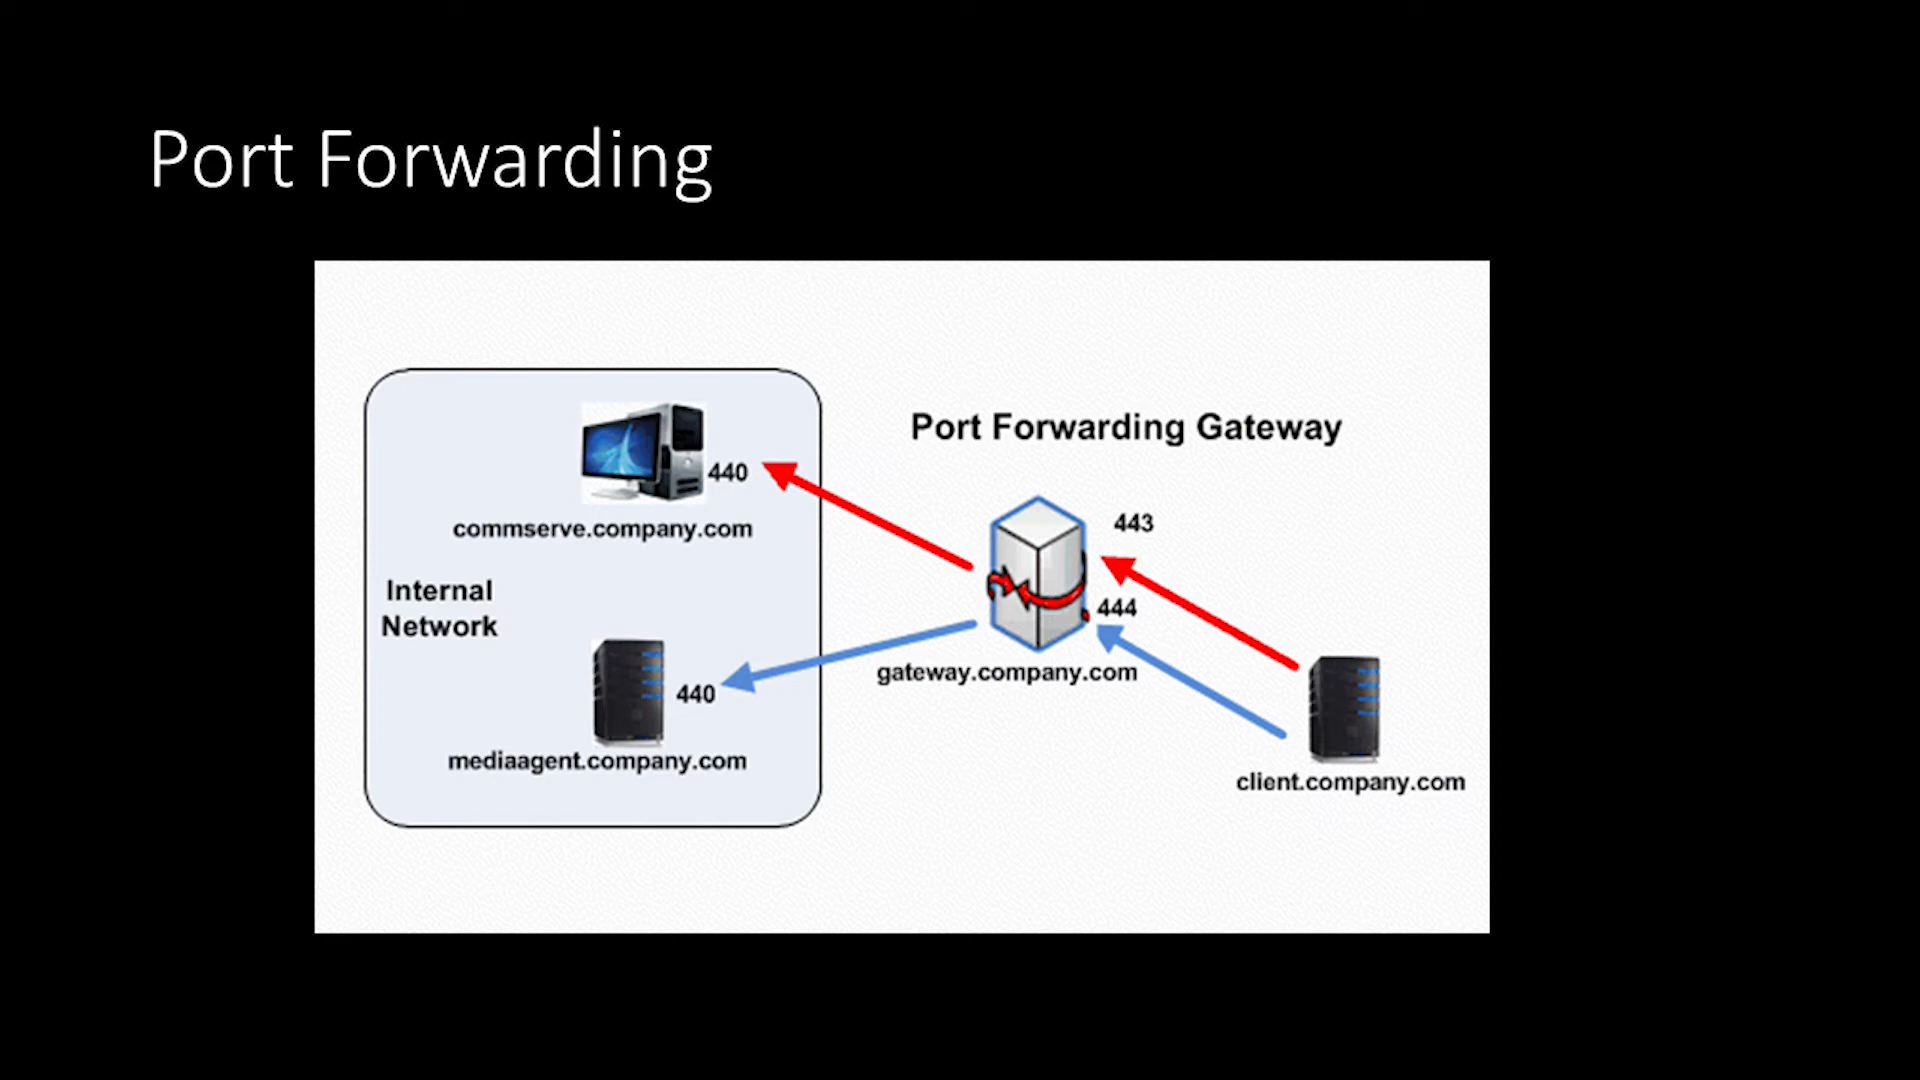 Port Forwarding
Port Forwarding Gateway
440
commserve.company.com
443
Internal
Network
444
gateway.company.com
440
mediaagent.company.com
client.company.com